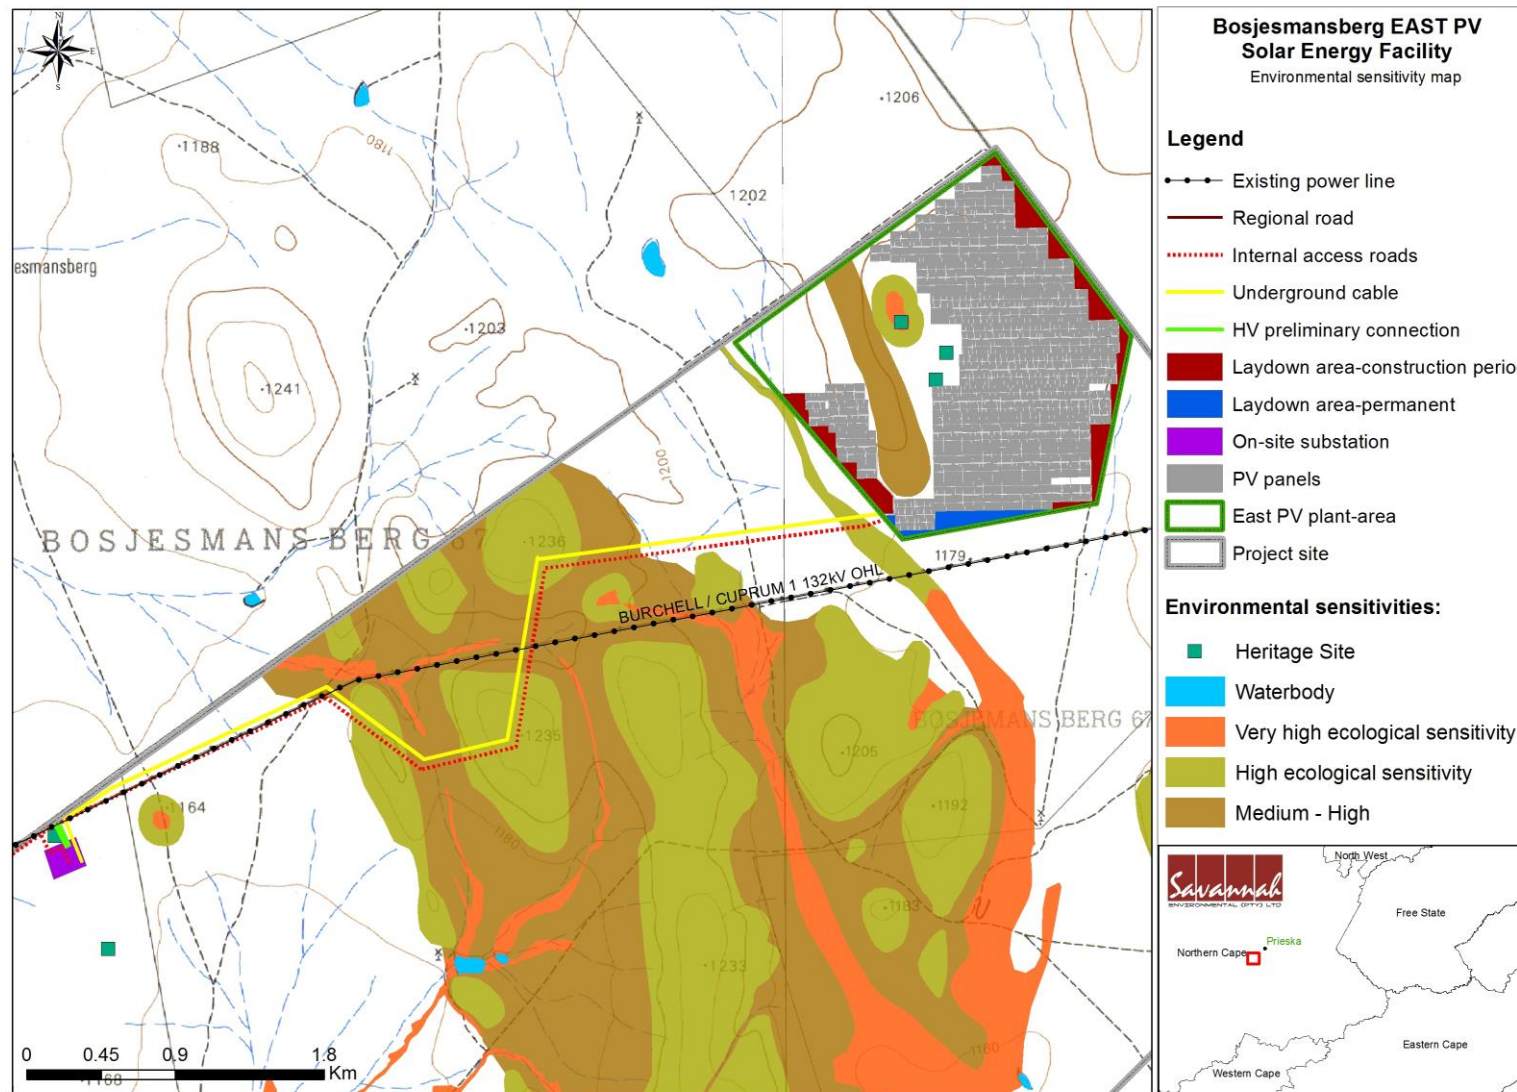 Bosjesmansberg EAST PV
Solar Energy Facility
Environmental sensitivity map
Legend
Existing power line
Regional road
Internal access roads
Underground cable
HV preliminary connection
Laydown area-construction perio
Laydown area-permanent
On-site substation
PV panels
East PV plant-area
Project site
Environmental sensitivities:
Heritage Site
Waterbody
Very high ecological sensitivity
High ecological sensitivity
Medium - High
Savannah
ENVIRONMENTAL (PTY) LTD
North West
Free State
Prieska
Northern Cape
Eastern Cape
Western Cape
N
W
E
S
1206
1188
1180
1202
esmansberg
1203
1241
1200
BOSJESMANS BERG 67
1236
1179
BURCHELL / CUPRUM 1 132kV OHL
BOSJEMANS BERG 67
1235
1206
1164
1192
1180
1183
1233
1160
1168
0 0.45 0.9 1.8
Km